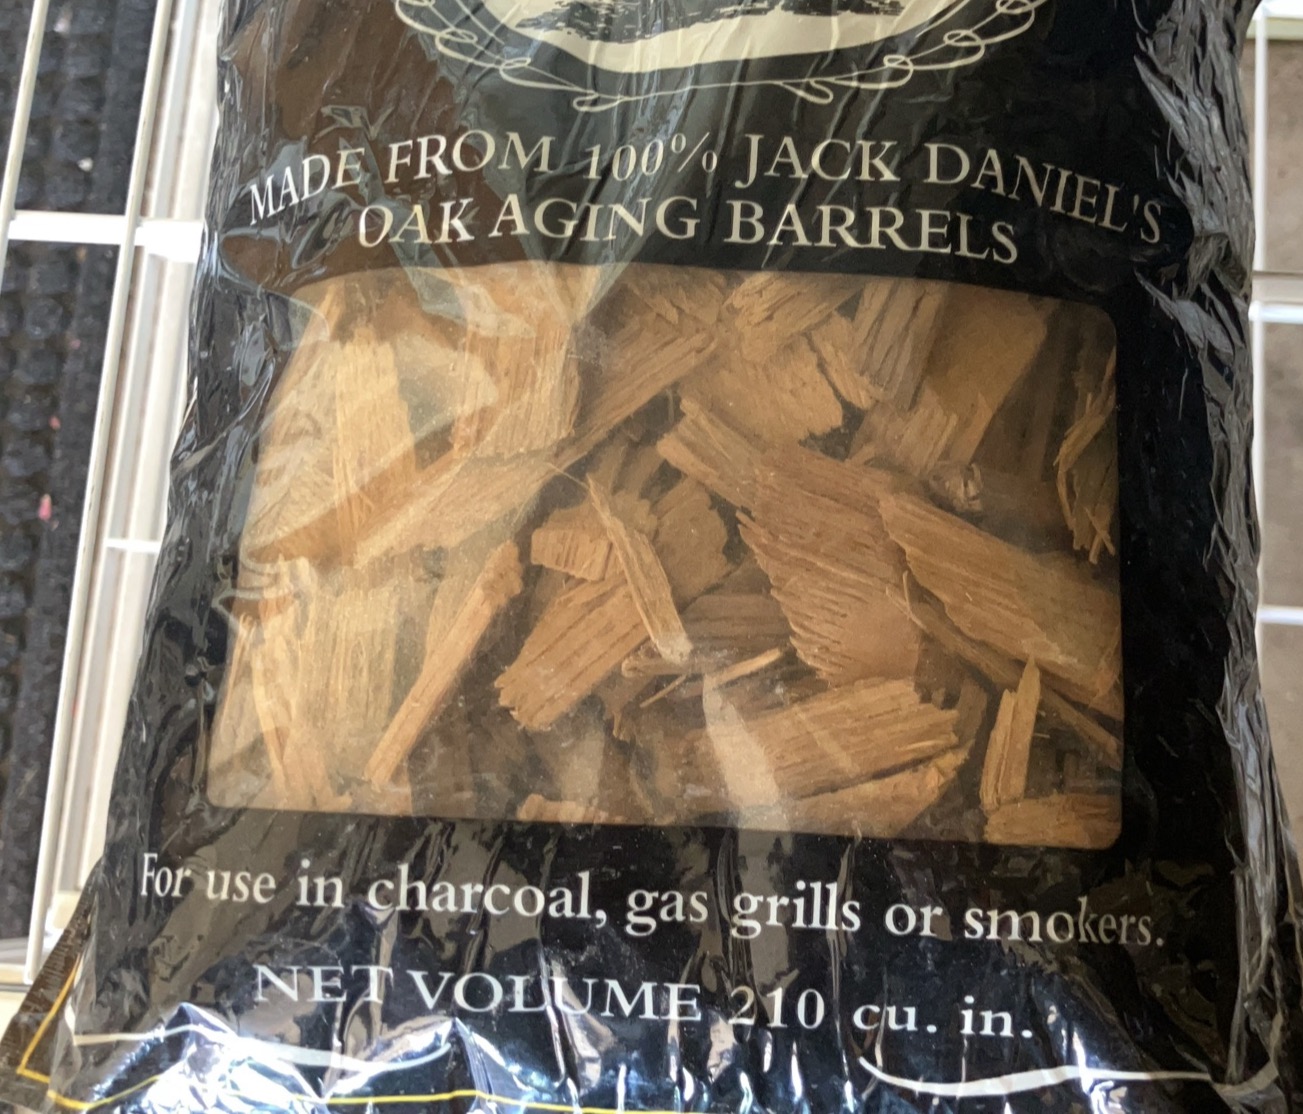 MADE FROM 100% JACK DANIEL'S
OAK AGING BARRELS
For use in charcoal, gas grills or smokers.
NET VOLUME 210 cu. in.